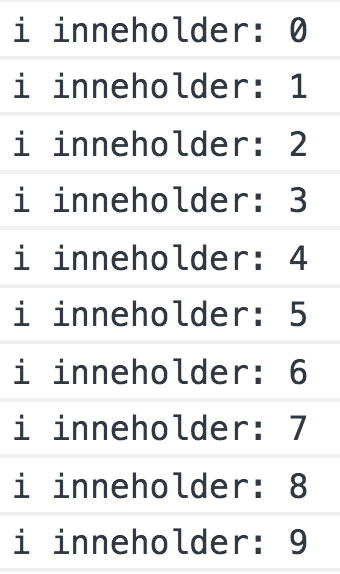 i inneholder: 0
i inneholder: 1
i inneholder: 2
i inneholder: 3
i inneholder: 4
i inneholder: 5
i inneholder: 6
i inneholder: 7
i inneholder: 8
i inneholder: 9